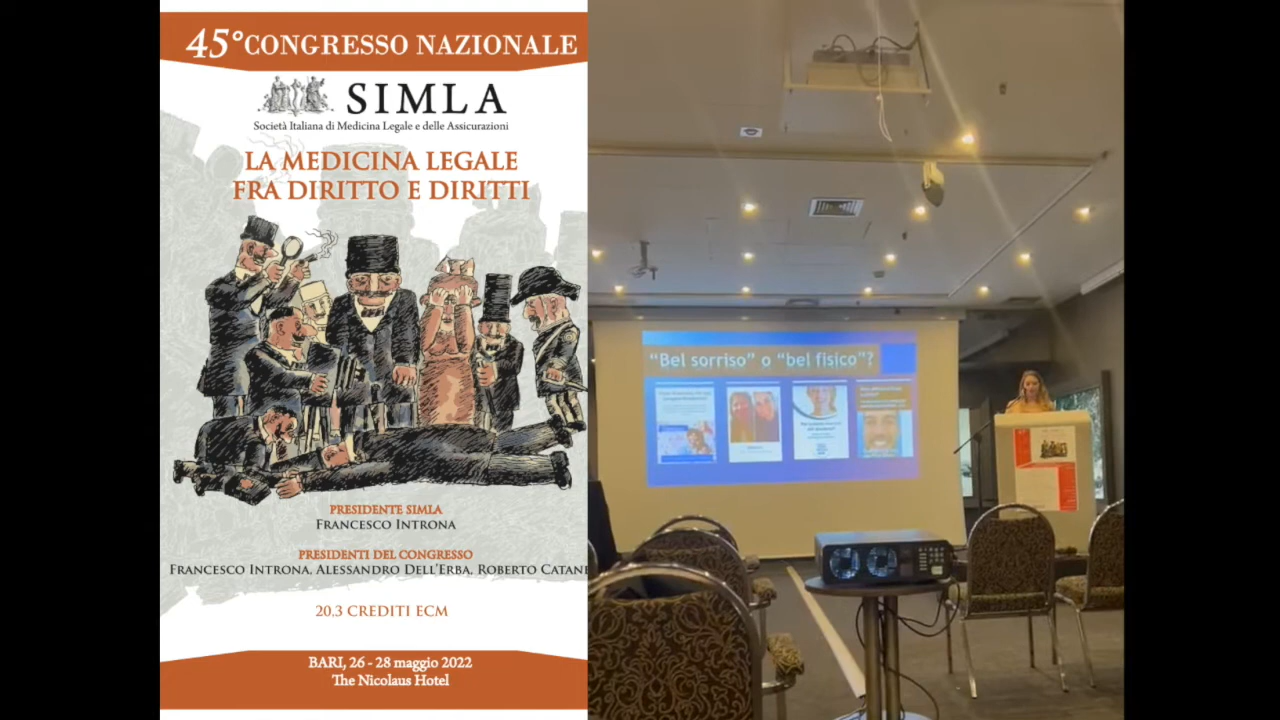 45° CONGRESSO NAZIONALE
SIMLA
Società Italiana di Medicina Legale e delle Assicurazioni
LA MEDICINA LEGALE
FRA DIRITTO E DIRITTI
PRESIDENTE SIMLA
FRANCESCO INTRONA
PRESIDENTI DEL CONGRESSO
FRANCESCO INTRONA, ALESSANDRO DELL'ERBA, ROBERTO CATANE
20,3 CREDITI ECM
BARI, 26 - 28 maggio 2022
The Nicolaus Hotel
“Bel sorriso” o “bel fisico”?